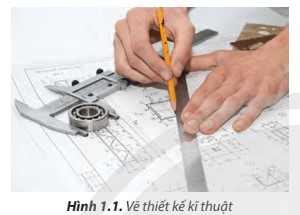 Hình 1.1. Vẽ thiết kế kĩ thuật